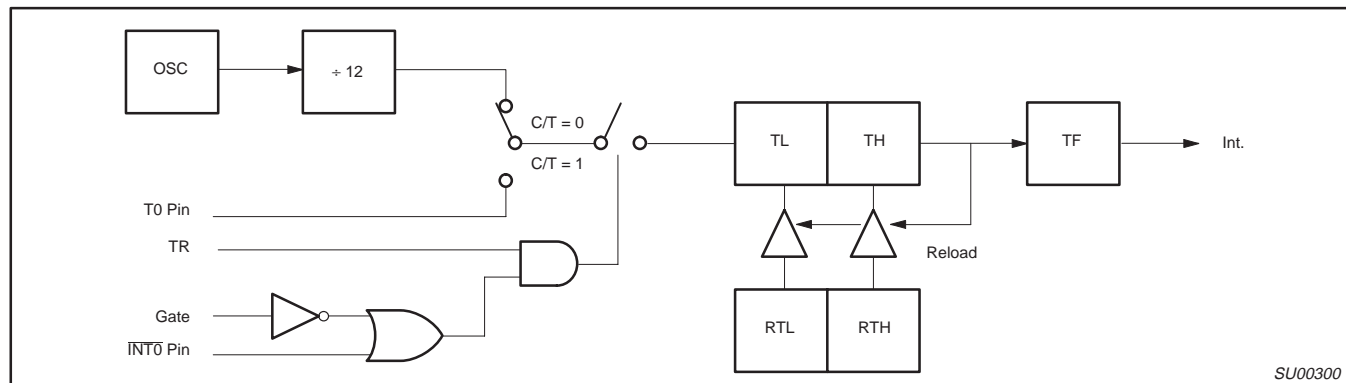 OSC
÷ 12
C/T = 0
C/T = 1
TL
TH
TF
Int.
T0 Pin
TR
Reload
Gate
INT0 Pin
RTL
RTH
SU00300